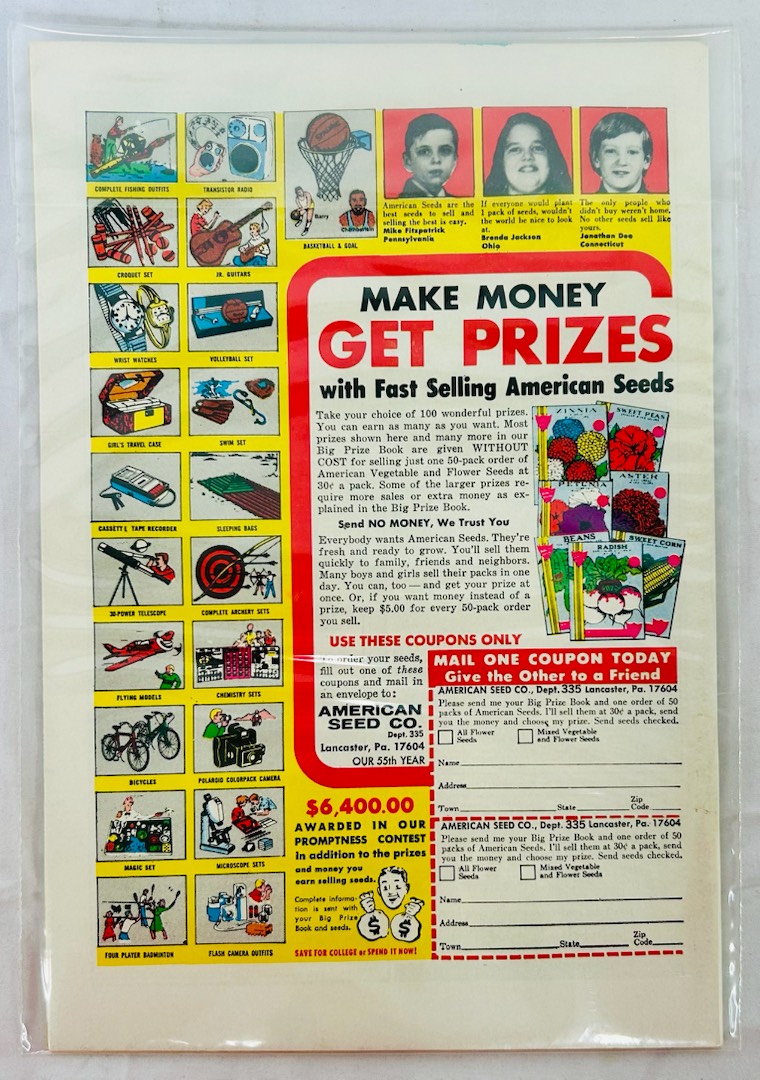 COMPLETE FISHING OUTFITS
TRANSISTOR RADIO
CROQUET SET
JR. GUITARS
WRIST WATCHES
VOLLEYBALL SET
GIRL'S TRAVEL CASE
SWIM SET
CASSETTE TAPE RECORDER
SLEEPING BAGS
30-POWER TELESCOPE
COMPLETE ARCHERY SETS
FLYING MODELS
CHEMISTRY SETS
BICYCLES
POLAROID COLORPACK CAMERA
MAGIC SET
MICROSCOPE SETS
FOUR PLAYER BADMINTON
FLASH CAMERA OUTFITS
SPALDING
Barry
Chamberlain
BASKETBALL & GOAL
American Seeds are the
best seeds to sell and
selling the best is easy.
Mike Fitzpatrick
Pennsylvania
If everyone would plant
1 pack of seeds, wouldn't
the world be nice to look
at.
Brenda Jackson
Ohio
The only people who
didn't buy weren't home.
No other seeds sell like
yours.
Jonathan Dea
Connecticut
MAKE MONEY
GET PRIZES
with Fast Selling American Seeds
Take your choice of 100 wonderful prizes.
You can earn as many as you want. Most
prizes shown here and many more in our
Big Prize Book are given WITHOUT
COST for selling just one 50-pack order of
American Vegetable and Flower Seeds at
30¢ a pack. Some of the larger prizes re-
quire more sales or extra money as ex-
plained in the Big Prize Book.
Send NO MONEY, We Trust You
Everybody wants American Seeds. They're
fresh and ready to grow. You'll sell them
quickly to family, friends and neighbors.
Many boys and girls sell their packs in one
day. You can, too — and get your prize at
once. Or, if you want money instead of a
prize, keep $5.00 for every 50-pack order
you sell.
ZINNIA
SWEET PEAS
PETUNIA
ASTER
BEANS
RADISH
SWEET CORN
USE THESE COUPONS ONLY
To order your seeds,
fill out one of these
coupons and mail in
an envelope to:
AMERICAN
SEED CO.
Dept. 335
Lancaster, Pa. 17604
OUR 55th YEAR
$6,400.00
AWARDED IN OUR
PROMPTNESS CONTEST
in addition to the prizes
and money you
earn selling seeds.
Complete informa-
tion is sent with
your Big Prize
Book and seeds.
$ $
SAVE FOR COLLEGE or SPEND IT NOW!
MAIL ONE COUPON TODAY
Give the Other to a Friend
AMERICAN SEED CO., Dept. 335 Lancaster, Pa. 17604
Please send me your Big Prize Book and one order of 50
packs of American Seeds. I'll sell them at 30¢ a pack, send
you the money and choose my prize. Send seeds checked.
All Flower
Seeds
Mixed Vegetable
and Flower Seeds
Name
Address
Town State Zip Code
AMERICAN SEED CO., Dept. 335 Lancaster, Pa. 17604
Please send me your Big Prize Book and one order of 50
packs of American Seeds. I'll sell them at 30¢ a pack, send
you the money and choose my prize. Send seeds checked.
All Flower
Seeds
Mixed Vegetable
and Flower Seeds
Name
Address
Town State Zip Code